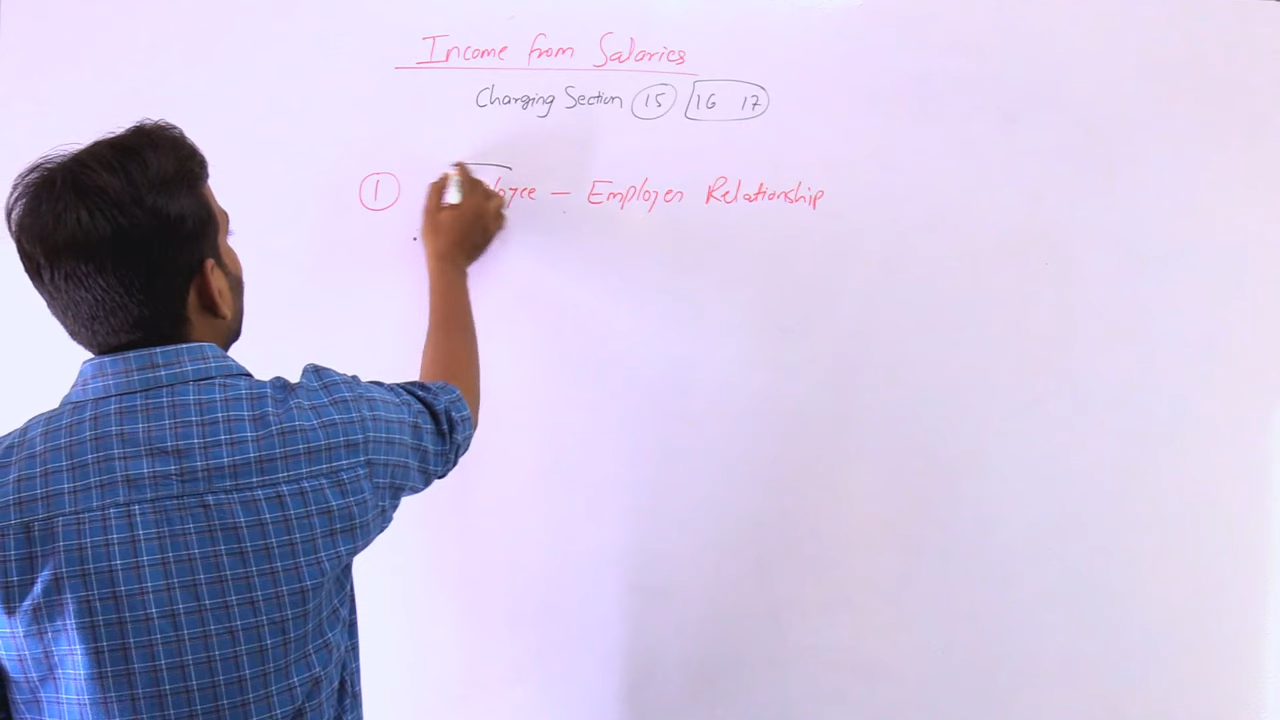 Income from Salaries
Charging Section 15 16 17
1 – Employer Relationship